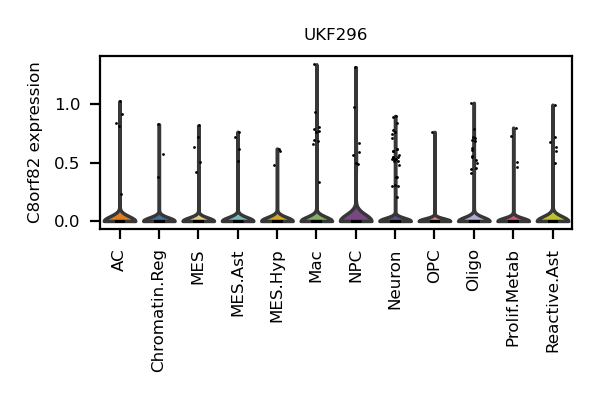 UKF296
C8orf82 expression
1.0
0.5
0.0
AC
Chromatin.Reg
MES
MES.Ast
MES.Hyp
Mac
NPC
Neuron
OPC
Oligo
Prolif.Metab
Reactive.Ast